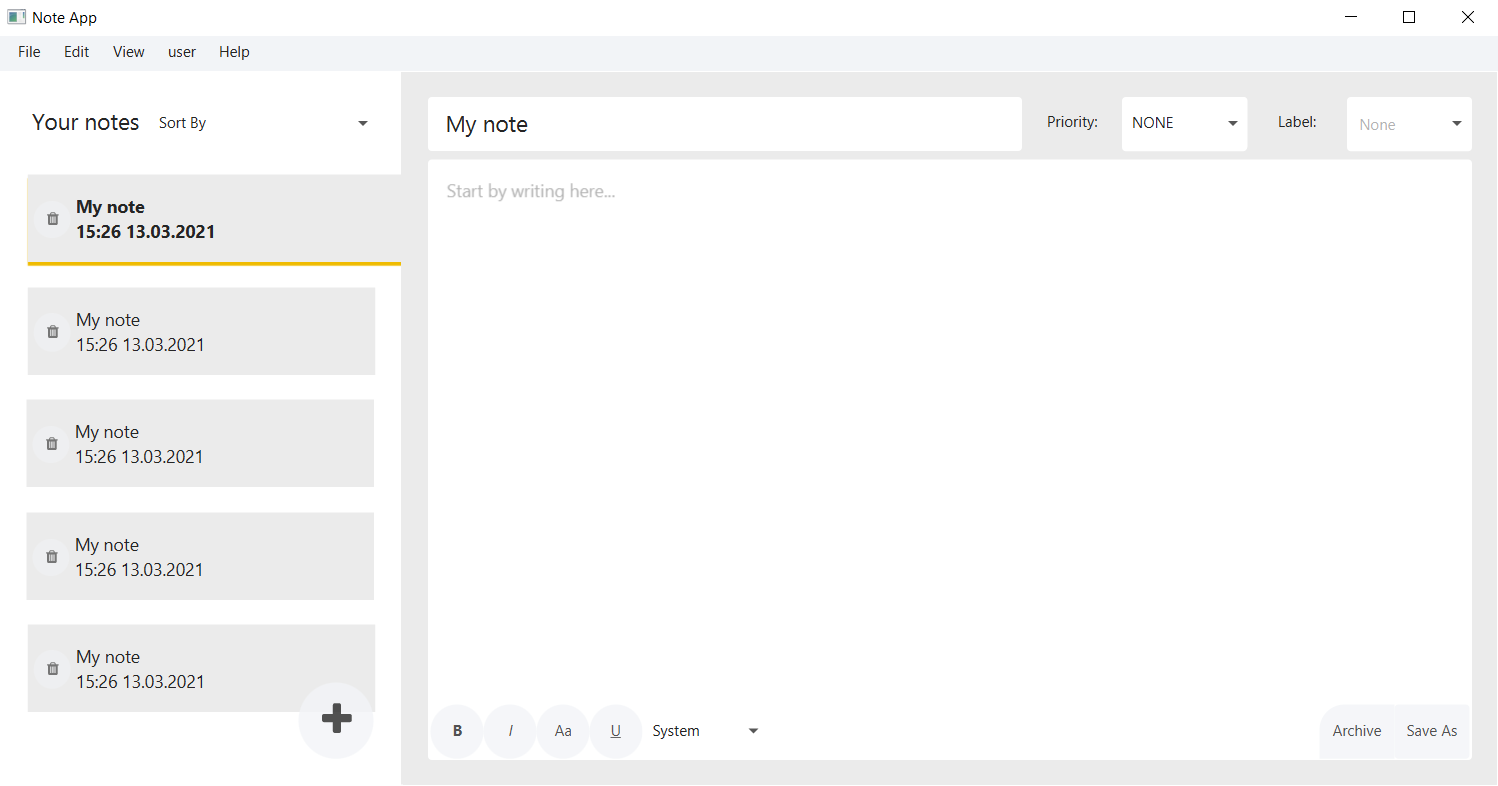 Note App
File Edit View user Help
Your notes Sort By
My note
15:26 13.03.2021
My note
15:26 13.03.2021
My note
15:26 13.03.2021
My note
15:26 13.03.2021
My note
15:26 13.03.2021
My note Priority: NONE Label: None
Start by writing here...
B I Aa U System Archive Save As